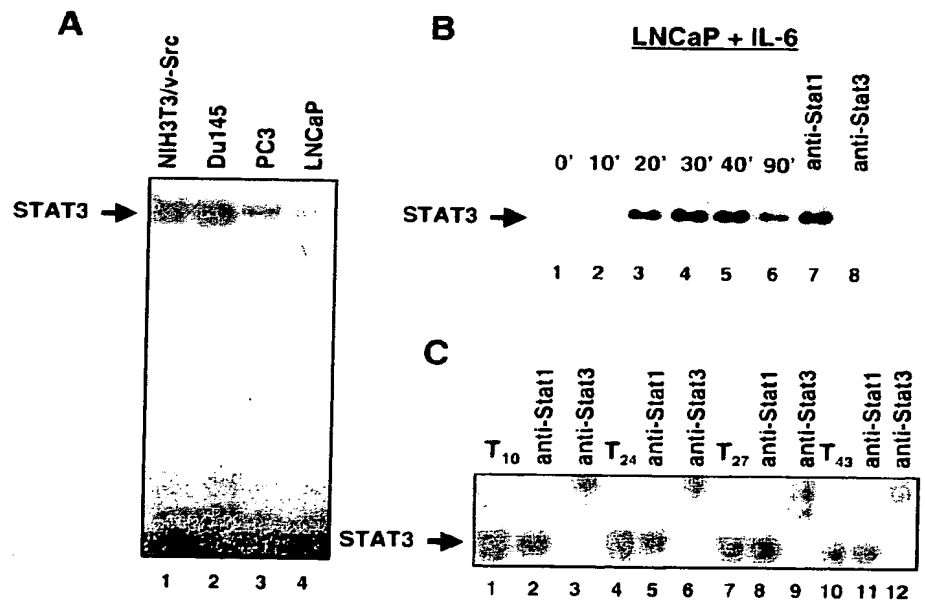 A
NIH3T3/v-Src
Du145
PC3
LNCaP
STAT3
1 2 3 4
B
LNCaP + IL-6
0' 10' 20' 30' 40' 90' anti-Stat1 anti-Stat3
STAT3
1 2 3 4 5 6 7 8
C
T10 anti-Stat1 anti-Stat3 T24 anti-Stat1 anti-Stat3 T27 anti-Stat1 anti-Stat3 T43 anti-Stat1 anti-Stat3
STAT3
1 2 3 4 5 6 7 8 9 10 11 12